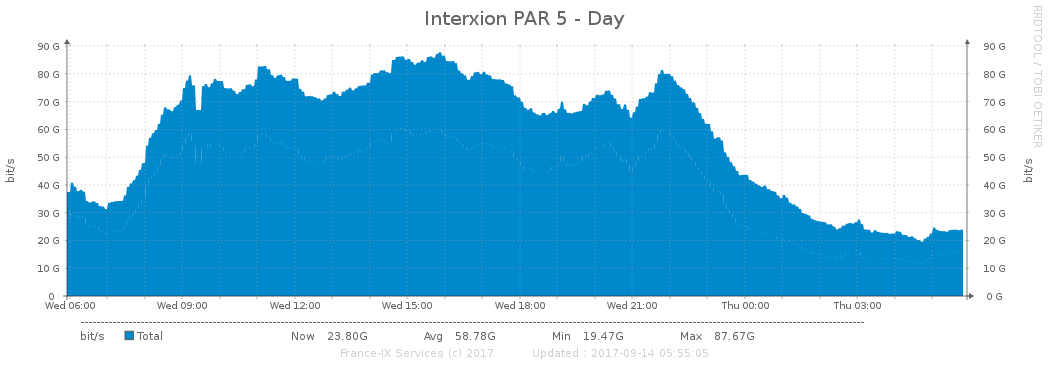 Interxion PAR 5 - Day
RRDTOOL / TOBI OETIKER
90 G 90 G
80 G 80 G
70 G 70 G
60 G 60 G
50 G 50 G
40 G 40 G
30 G 30 G
20 G 20 G
10 G 10 G
0 0 G
bit/s bit/s
Wed 06:00 Wed 09:00 Wed 12:00 Wed 15:00 Wed 18:00 Wed 21:00 Thu 00:00 Thu 03:00
bit/s Total Now 23.80G Avg 58.78G Min 19.47G Max 87.67G
France-IX Services (c) 2017 Updated : 2017-09-14 05:55:05